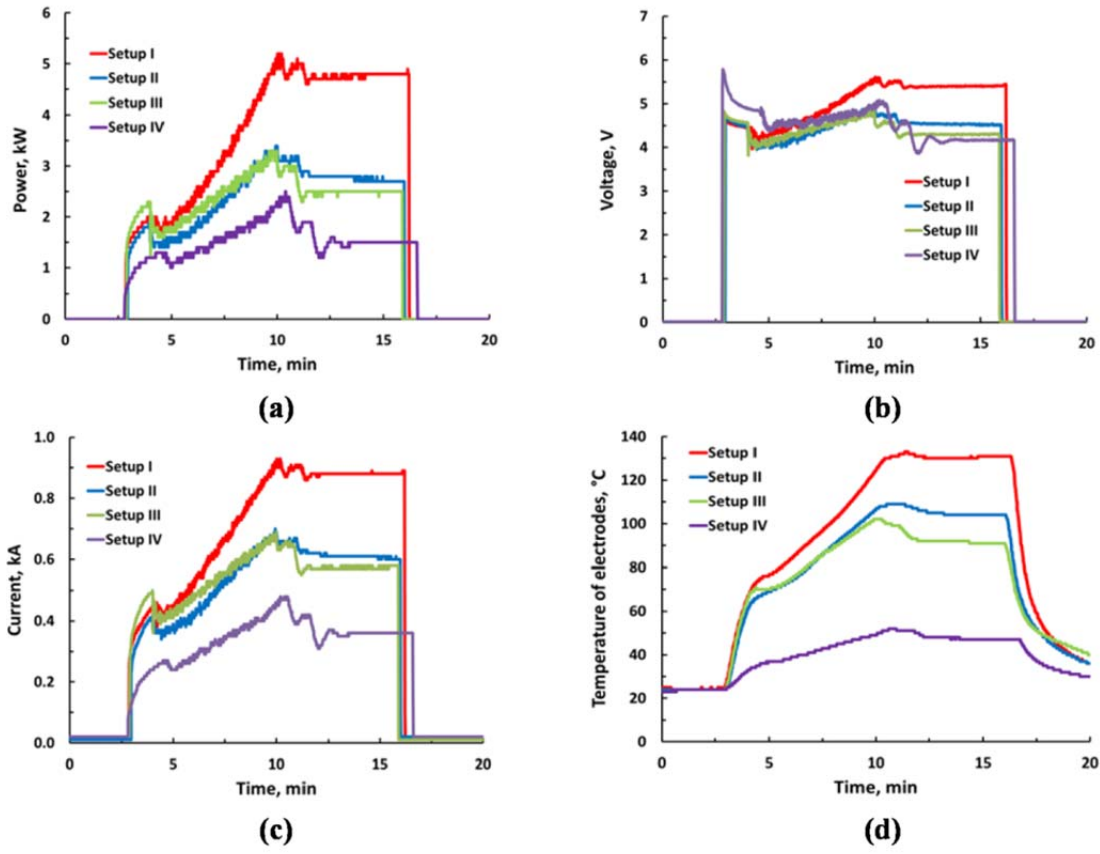 6
5
4
3
2
1
0
Power, kW
Setup I
Setup II
Setup III
Setup IV
0 5 10 15 20
Time, min
(a)
7
6
5
4
3
2
1
0
Voltage, V
Setup I
Setup II
Setup III
Setup IV
0 5 10 15 20
Time, min
(b)
1.0
0.8
0.6
0.4
0.2
0.0
Current, kA
Setup I
Setup II
Setup III
Setup IV
0 5 10 15 20
Time, min
(c)
140
120
100
80
60
40
20
0
Temperature of electrodes, °C
Setup I
Setup II
Setup III
Setup IV
0 5 10 15 20
Time, min
(d)